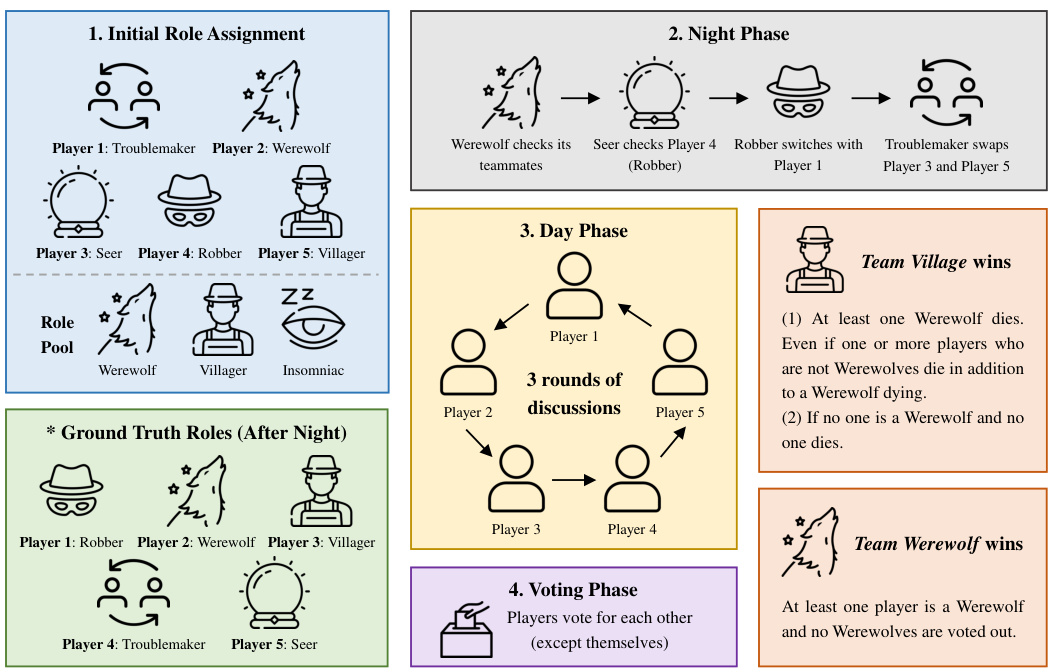 1. Initial Role Assignment
Player 1: Troublemaker
Player 2: Werewolf
Player 3: Seer
Player 4: Robber
Player 5: Villager
Role
Pool
Werewolf
Villager
Insomniac
* Ground Truth Roles (After Night)
Player 1: Robber
Player 2: Werewolf
Player 3: Villager
Player 4: Troublemaker
Player 5: Seer
2. Night Phase
Werewolf checks its
teammates
Seer checks Player 4
(Robber)
Robber switches with
Player 1
Troublemaker swaps
Player 3 and Player 5
3. Day Phase
Player 1
Player 2
3 rounds of
discussions
Player 5
Player 3
Player 4
4. Voting Phase
Players vote for each other
(except themselves)
Team Village wins
(1) At least one Werewolf dies.
Even if one or more players who
are not Werewolves die in addition
to a Werewolf dying.
(2) If no one is a Werewolf and no
one dies.
Team Werewolf wins
At least one player is a Werewolf
and no Werewolves are voted out.